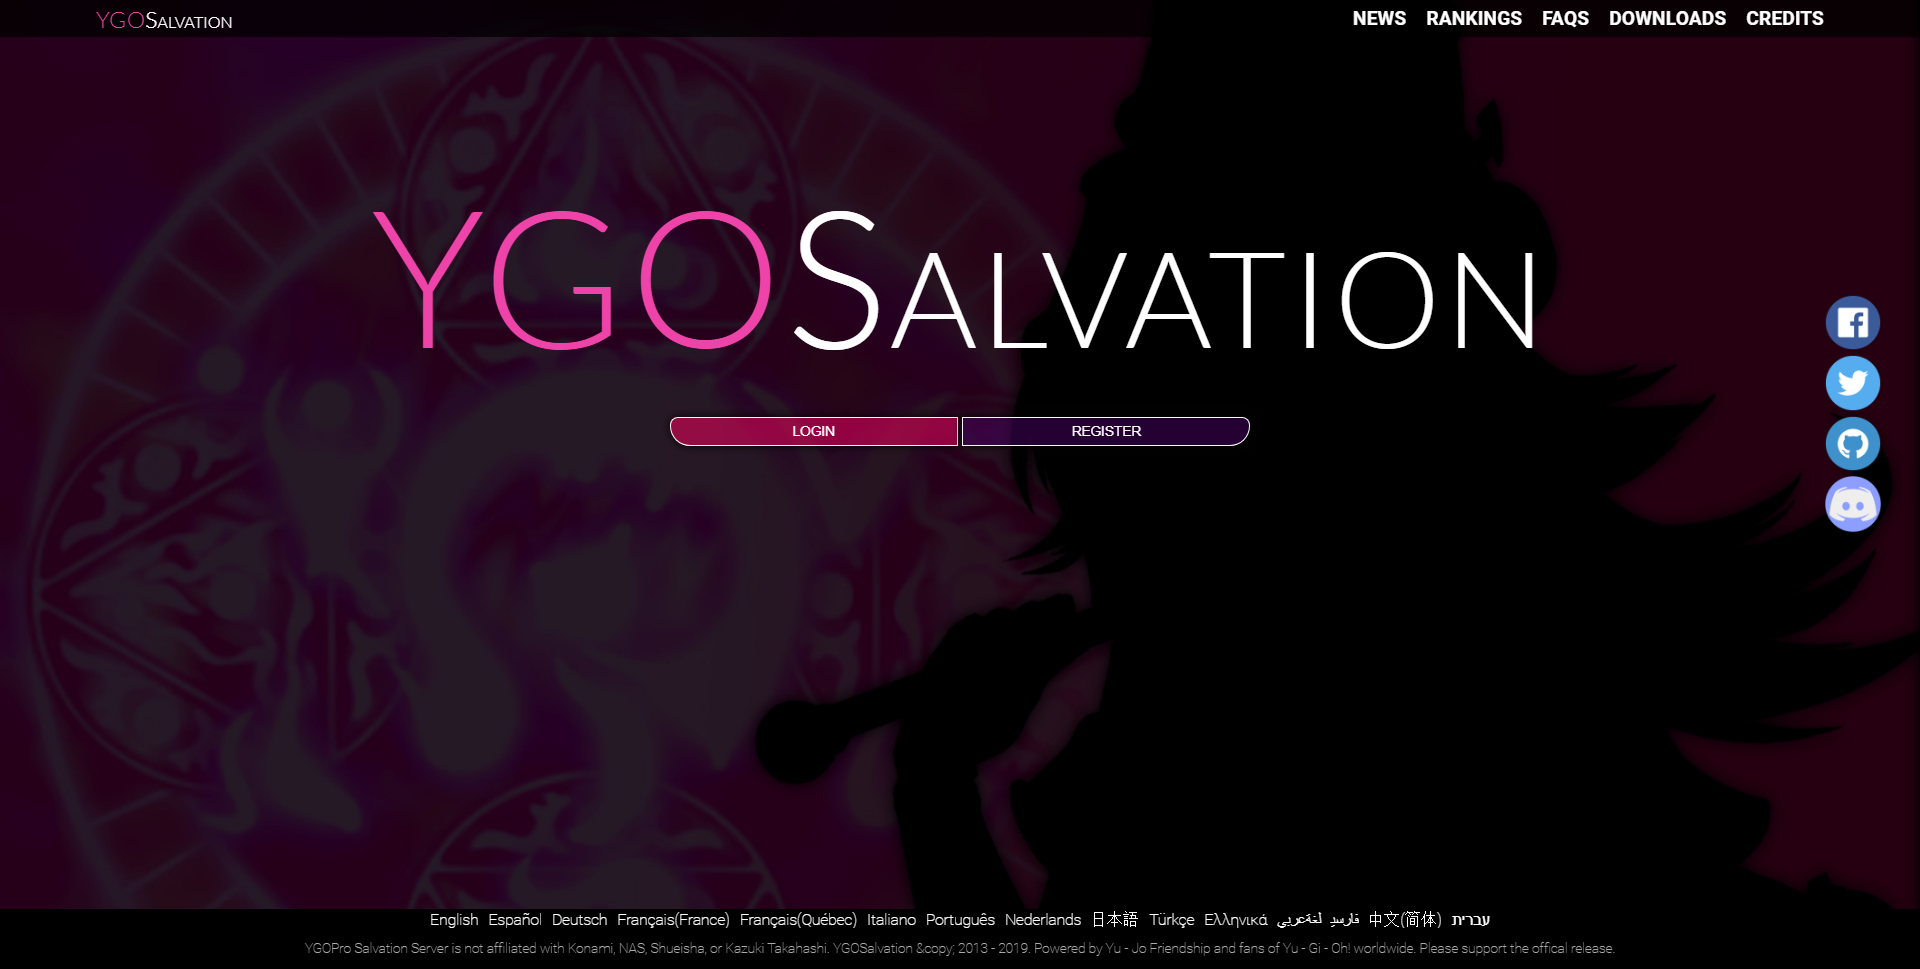 YGOSALVATION
NEWS RANKINGS FAQS DOWNLOADS CREDITS
YGOSALVATION
LOGIN REGISTER
English Español Deutsch Français(France) Français(Québec) Italiano Português Nederlands 日本語 Türkçe Ελληνικά لغةعربي فارسِد 中文(简体) עברית
YGOPro Salvation Server is not affiliated with Konami, NAS, Shueisha, or Kazuki Takahashi. YGOSalvation &copy; 2013 - 2019. Powered by Yu - Jo Friendship and fans of Yu - Gi - Oh! worldwide. Please support the offical release.